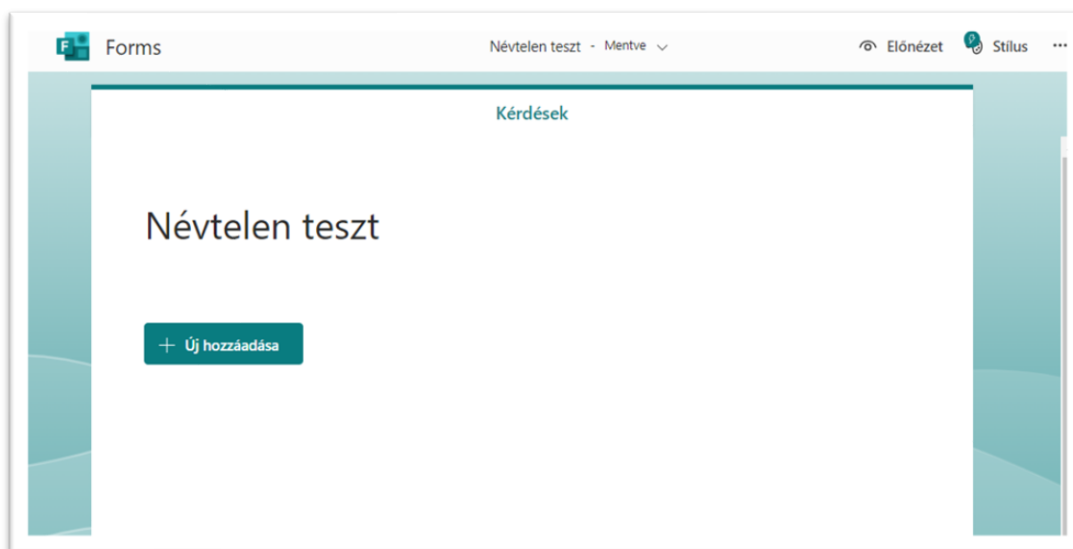 Forms
Névtelen teszt - Mentve
Előnézet
Stílus
Kérdések
Névtelen teszt
+ Új hozzáadása